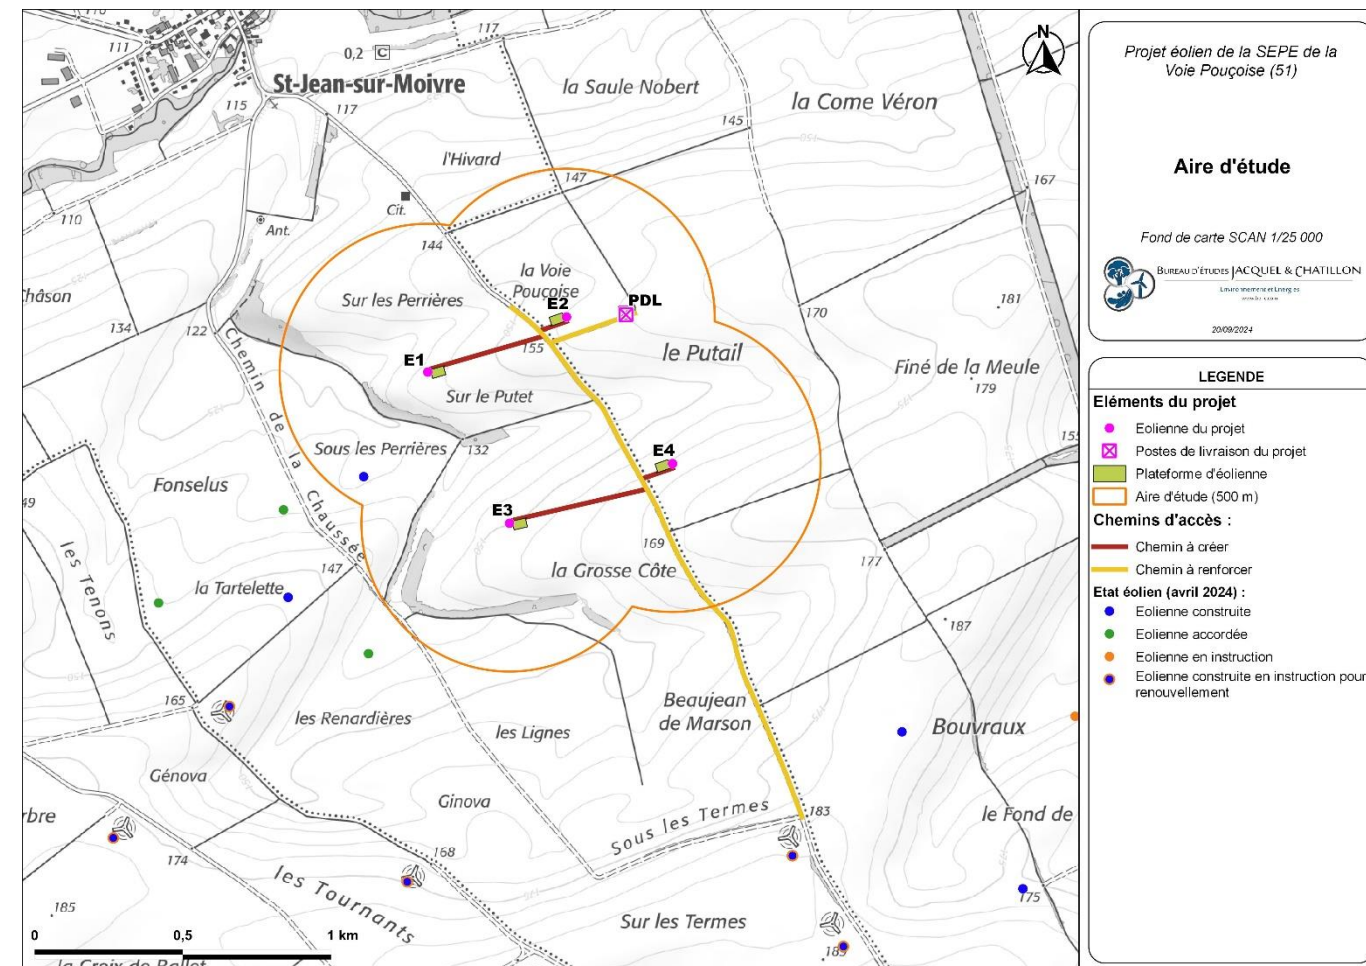 117
111
0,2 C
St-Jean-sur-Moivre
la Saule Nobert
la Come Véron
N
115
117
145
l'Hivard
147
167
110
Cit.
Ant.
144
la Voie
Pouçoise
Sur les Perrières
E2
PDL
181
134
122
170
155
le Putail
E1
Finé de la Meule
179
Sur le Putet
Chemin de la Chaussée
Sous les Perrières
132
E4
155
Fonselus
49
E3
169
les Tenons
147
177
la Grosse Côte
la Tartelette
187
165
Beaujean
de Marson
les Renardières
les Lignes
Bouvraux
Génova
Ginova
Sous les Termes
183
le Fond de
174
168
les Tournants
175
185
Sur les Termes
0 0,5 1 km
Projet éolien de la SEPE de la
Voie Pouçoise (51)
Aire d'étude
Fond de carte SCAN 1/25 000
BUREAU D'ÉTUDES JACQUEL & CHATILLON
Environnement et Energies
20/09/2024
LEGENDE
Eléments du projet
Eolienne du projet
Postes de livraison du projet
Plateforme d'éolienne
Aire d'étude (500 m)
Chemins d'accès :
Chemin à créer
Chemin à renforcer
Etat éolien (avril 2024) :
Eolienne construite
Eolienne accordée
Eolienne en instruction
Eolienne construite en instruction pour
renouvellement